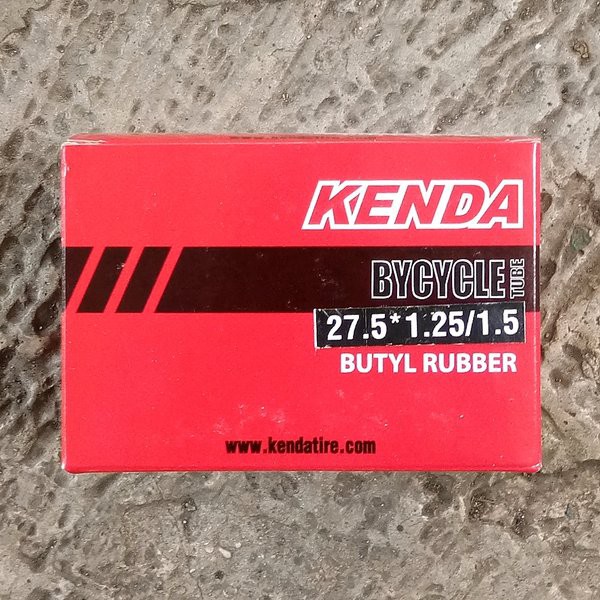 KENDA
BYCYCLE TUBE
27.5*1.25/1.5
BUTYL RUBBER
www.kendatire.com